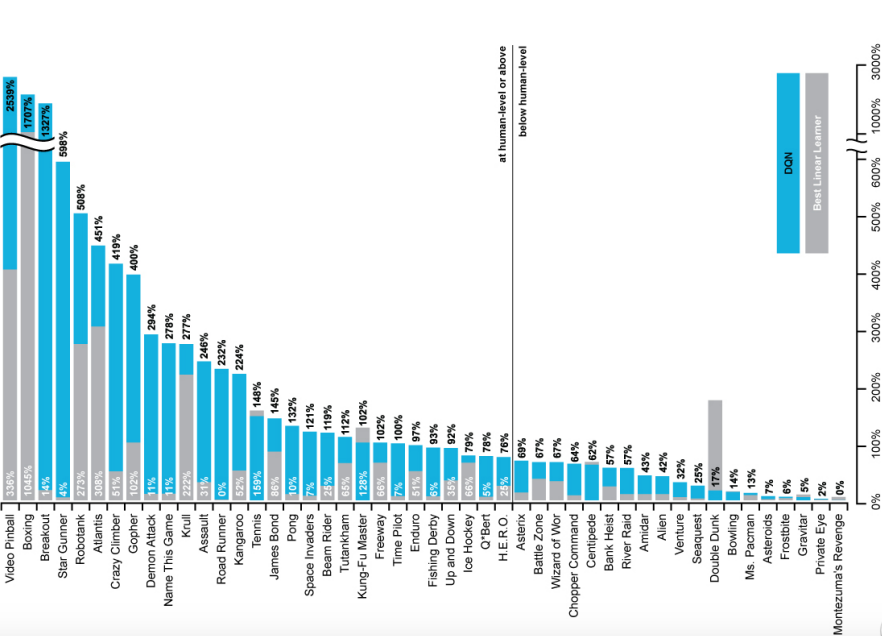 2539%
1707%
1327%
598%
508%
451%
419%
400%
294%
278%
277%
246%
232%
224%
148%
145%
132%
121%
119%
112%
102%
102%
100%
97%
93%
92%
79%
78%
76%
69%
67%
67%
64%
62%
57%
57%
43%
42%
32%
25%
17%
14%
13%
7%
6%
5%
2%
0%
at human-level or above
below human-level
DQN
Best Linear Learner
3000%
1000%
600%
500%
400%
300%
200%
100%
0%
336%
1045%
14%
4%
273%
308%
51%
102%
11%
11%
222%
31%
0%
52%
159%
86%
10%
7%
25%
65%
128%
66%
7%
51%
6%
35%
66%
5%
25%
Video Pinball
Boxing
Breakout
Star Gunner
Robotank
Atlantis
Crazy Climber
Gopher
Demon Attack
Name This Game
Krull
Assault
Road Runner
Kangaroo
Tennis
James Bond
Pong
Space Invaders
Beam Rider
Tutankham
Kung-Fu Master
Freeway
Time Pilot
Enduro
Fishing Derby
Up and Down
Ice Hockey
Q*Bert
H.E.R.O.
Asterix
Battle Zone
Wizard of Wor
Chopper Command
Centipede
Bank Heist
River Raid
Amidar
Alien
Venture
Seaquest
Double Dunk
Bowling
Ms. Pacman
Asteroids
Frostbite
Gravitar
Private Eye
Montezuma's Revenge